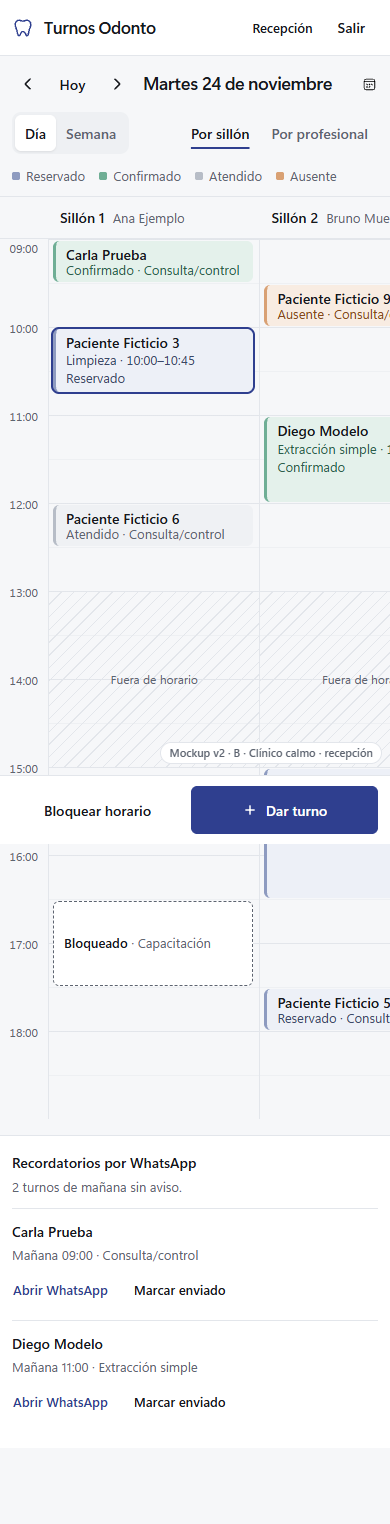 Turnos Odonto
Recepción
Salir
Hoy
Martes 24 de noviembre
Día
Semana
Por sillón
Por profesional
Reservado
Confirmado
Atendido
Ausente
Sillón 1 Ana Ejemplo
Sillón 2 Bruno Mue
09:00
Carla Prueba
Confirmado · Consulta/control
Paciente Ficticio 9
Ausente · Consulta/
10:00
Paciente Ficticio 3
Limpieza · 10:00–10:45
Reservado
11:00
Diego Modelo
Extracción simple · 1
Confirmado
12:00
Paciente Ficticio 6
Atendido · Consulta/control
13:00
14:00
Fuera de horario
Fuera de hor
Mockup v2 · B · Clínico calmo · recepción
15:00
Bloquear horario
+ Dar turno
16:00
17:00
Bloqueado · Capacitación
Paciente Ficticio 5
Reservado · Consult
18:00
Recordatorios por WhatsApp
2 turnos de mañana sin aviso.
Carla Prueba
Mañana 09:00 · Consulta/control
Abrir WhatsApp
Marcar enviado
Diego Modelo
Mañana 11:00 · Extracción simple
Abrir WhatsApp
Marcar enviado